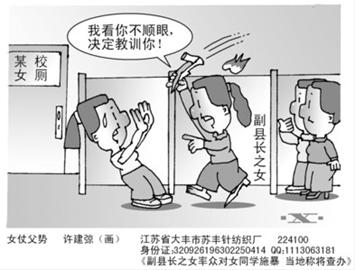 我看你不顺眼,
决定教训你!
某校
女厕
副县长之女
女仗父势 许建弥(画) 江苏省大丰市苏丰针纺织厂 224100
身份证:320926196302250414 QQ:1113063181
《副县长之女率众对女同学施暴 当地称将查办》